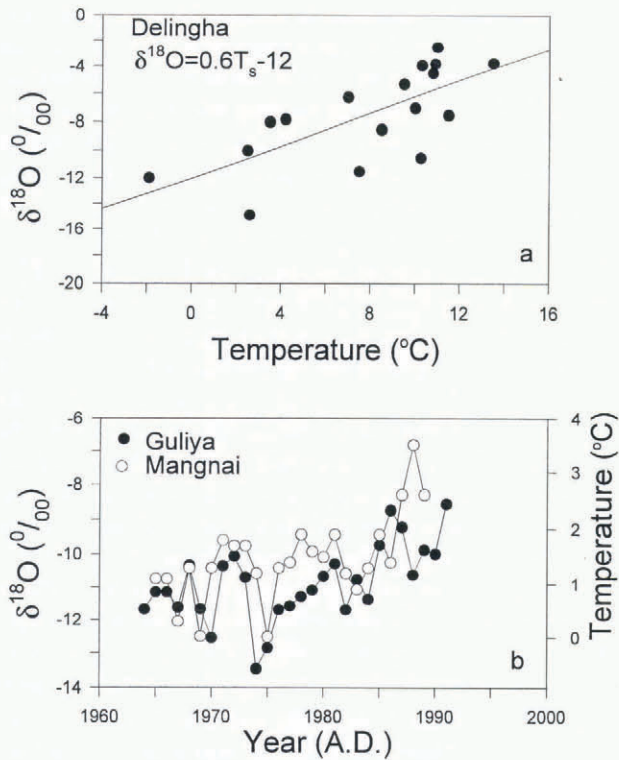 Delingha
δ¹⁸O=0.6Tₛ-12
0
-4
-8
-12
-16
-20
δ¹⁸O (⁰/₀₀)
a
-4 0 4 8 12 16
Temperature (°C)
-6
-8
-10
-12
-14
δ¹⁸O (⁰/₀₀)
Guliya
Mangnai
4
3
2
1
0
Temperature (°C)
b
1960 1970 1980 1990 2000
Year (A.D.)